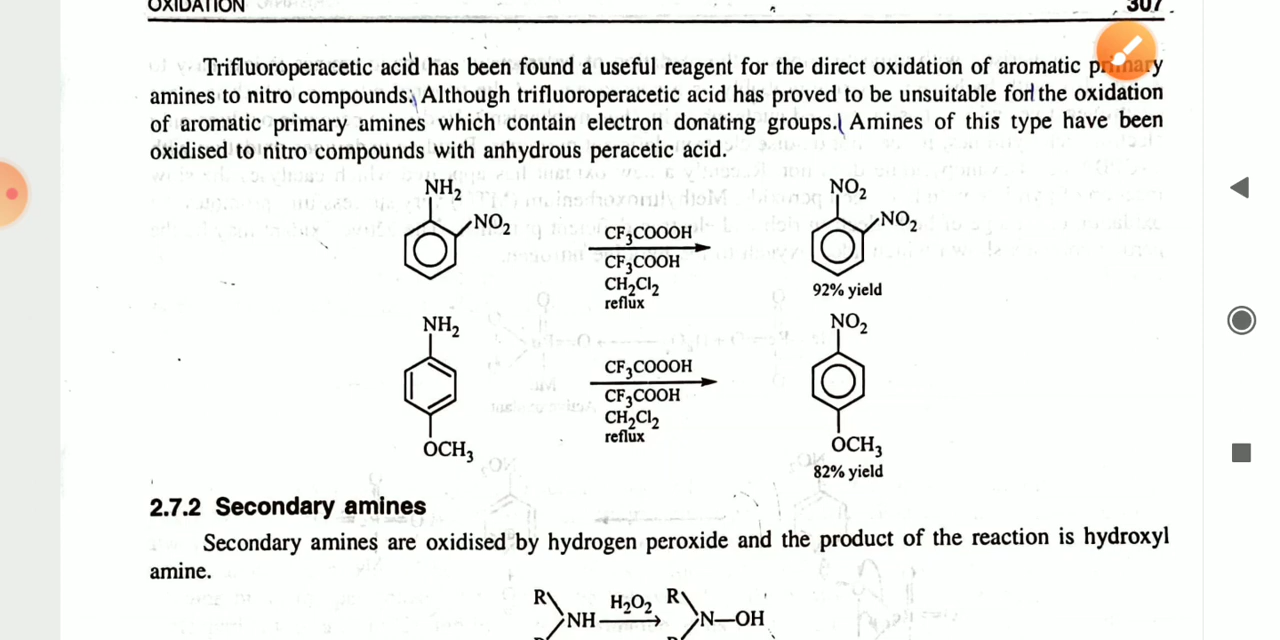 OXIDATION
307
Trifluoroperacetic acid has been found a useful reagent for the direct oxidation of aromatic primary
amines to nitro compounds. Although trifluoroperacetic acid has proved to be unsuitable for the oxidation
of aromatic primary amines which contain electron donating groups. Amines of this type have been
oxidised to nitro compounds with anhydrous peracetic acid.
NH₂
NO₂
CF₃COOOH
CF₃COOH
CH₂Cl₂
reflux
NO₂
NO₂
92% yield
NH₂
OCH₃
CF₃COOOH
CF₃COOH
CH₂Cl₂
reflux
NO₂
OCH₃
82% yield
2.7.2 Secondary amines
Secondary amines are oxidised by hydrogen peroxide and the product of the reaction is hydroxyl
amine.
R
NH
H₂O₂
R
N—OH